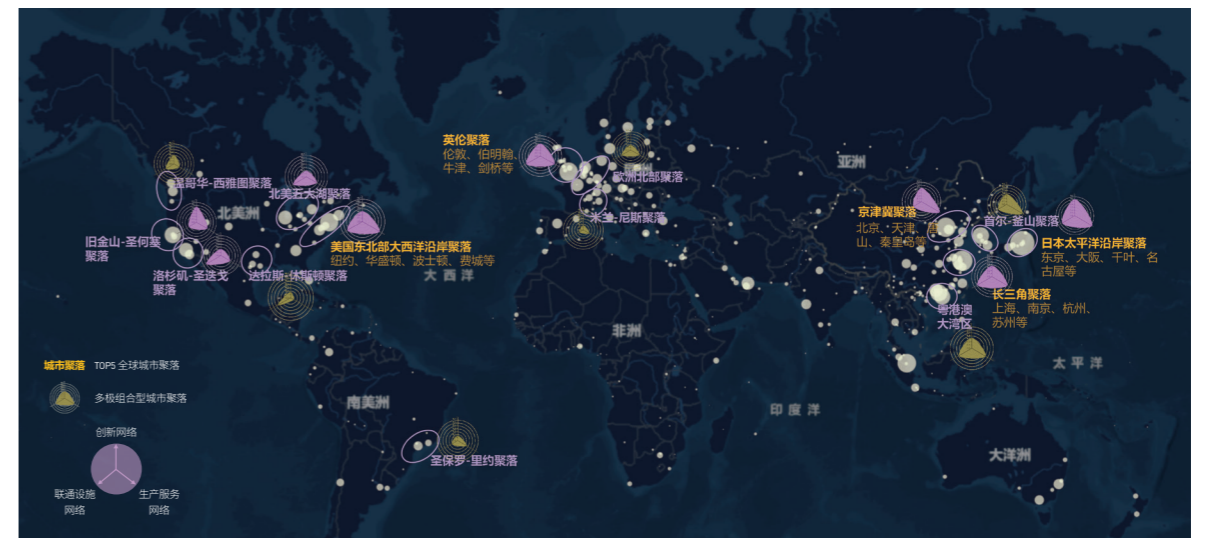 英伦聚落
伦敦、伯明翰、
牛津、剑桥等
欧洲北部聚落
米兰-尼斯聚落
亚洲
温哥华-西雅图聚落
北美五大湖聚落
北美洲
旧金山-圣何塞
聚落
洛杉矶-圣迭戈
聚落
达拉斯-休斯顿聚落
美国东北部大西洋沿岸聚落
纽约、华盛顿、波士顿、费城等
大西洋
京津冀聚落
北京、天津、唐
山、秦皇岛等
首尔-釜山聚落
日本太平洋沿岸聚落
东京、大阪、千叶、名
古屋等
长三角聚落
上海、南京、杭州、
苏州等
粤港澳
大湾区
非洲
太平洋
印度洋
南美洲
圣保罗-里约聚落
大洋洲
城市聚落 TOP5 全球城市聚落
多极组合型城市聚落
创新网络
联通设施
网络
生产服务
网络